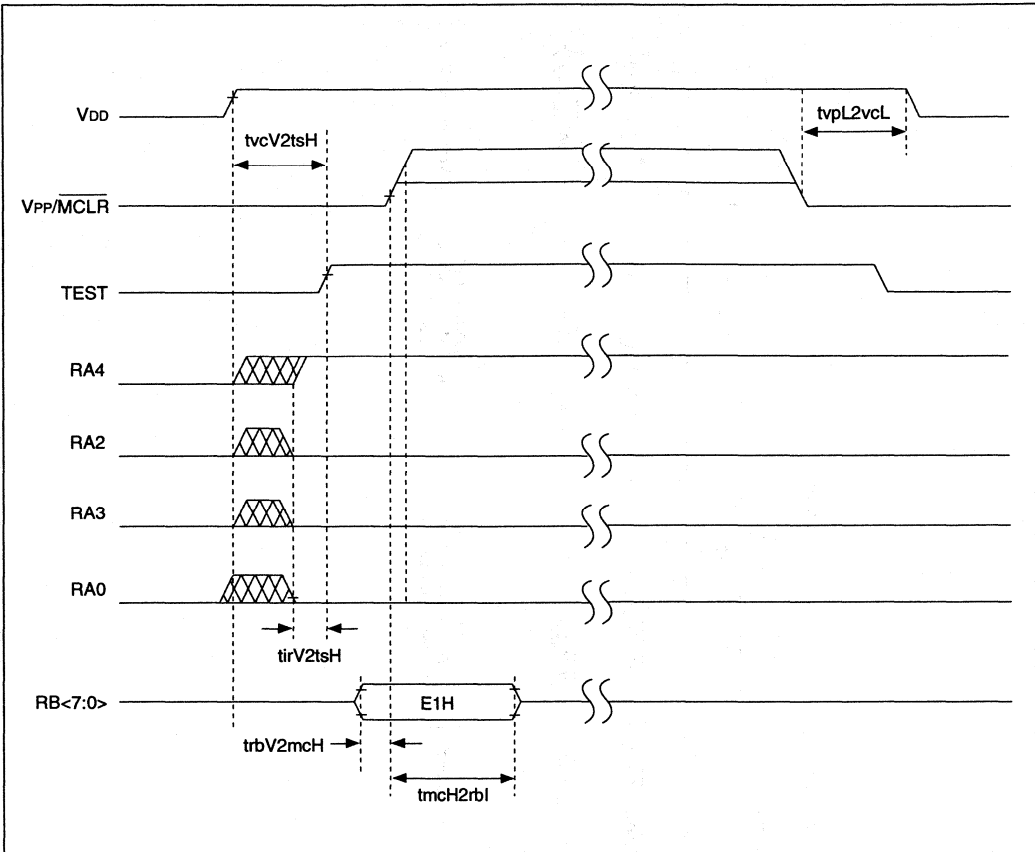 VDD
tvpL2vcL
tvcV2tsH
VPP/MCLR
TEST
RA4
RA2
RA3
RA0
tirV2tsH
RB<7:0>
E1H
trbV2mcH
tmcH2rbI